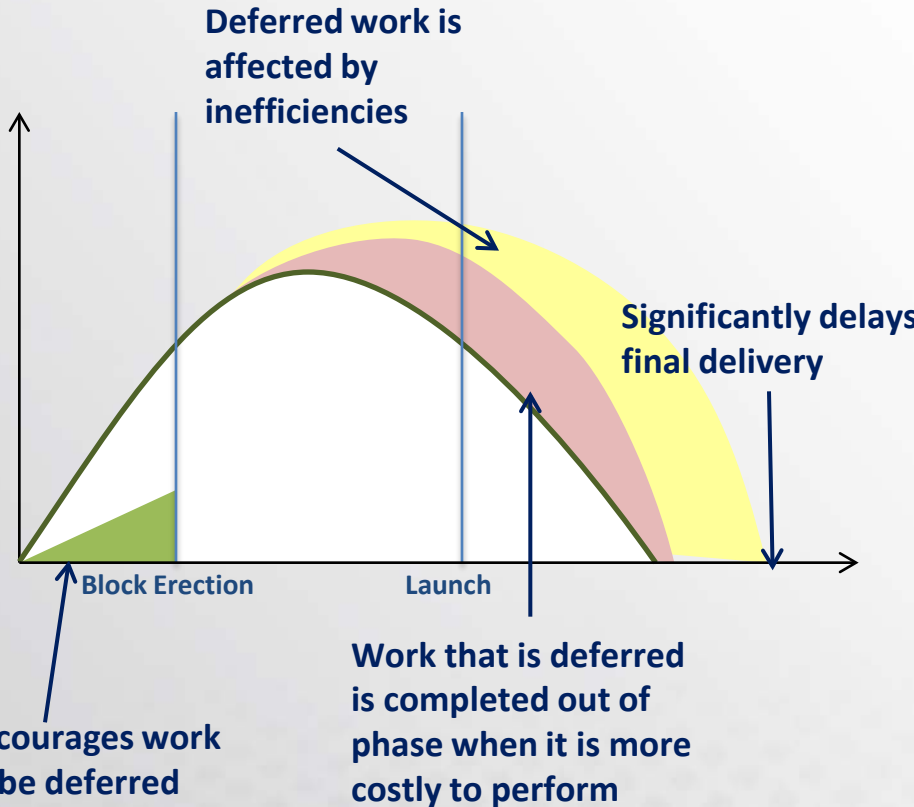 Deferred work is
affected by
inefficiencies
Significantly delays
final delivery
Block Erection
Launch
Work that is deferred
is completed out of
phase when it is more
costly to perform
courages work
be deferred